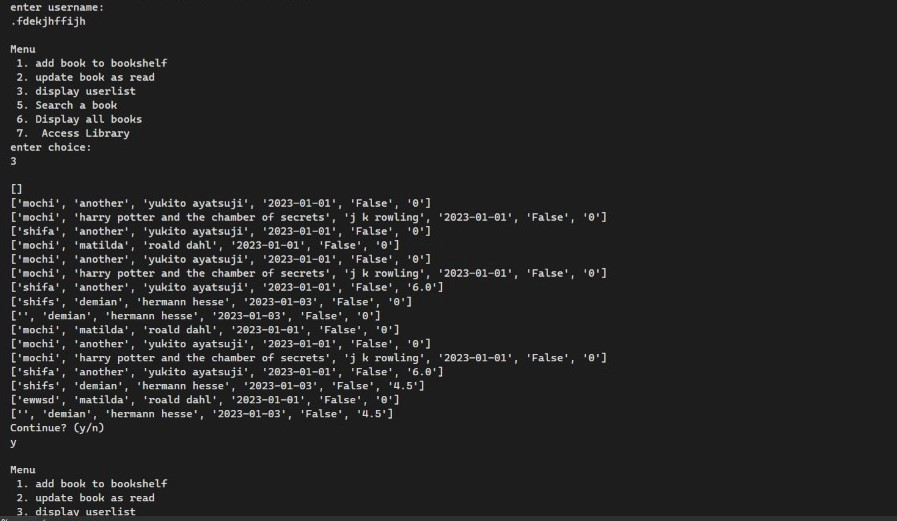 enter username:
.fdekjhffijh
Menu
1. add book to bookshelf
2. update book as read
3. display userlist
5. Search a book
6. Display all books
7.  Access Library
enter choice:
3
[]
['mochi', 'another', 'yukito ayatsuji', '2023-01-01', 'False', '0']
['mochi', 'harry potter and the chamber of secrets', 'j k rowling', '2023-01-01', 'False', '0']
['shifa', 'another', 'yukito ayatsuji', '2023-01-01', 'False', '0']
['mochi', 'matilda', 'roald dahl', '2023-01-01', 'False', '0']
['mochi', 'another', 'yukito ayatsuji', '2023-01-01', 'False', '0']
['mochi', 'harry potter and the chamber of secrets', 'j k rowling', '2023-01-01', 'False', '0']
['shifa', 'another', 'yukito ayatsuji', '2023-01-01', 'False', '6.0']
['shifs', 'demian', 'hermann hesse', '2023-01-03', 'False', '0']
['', 'demian', 'hermann hesse', '2023-01-03', 'False', '0']
['mochi', 'matilda', 'roald dahl', '2023-01-01', 'False', '0']
['mochi', 'another', 'yukito ayatsuji', '2023-01-01', 'False', '0']
['mochi', 'harry potter and the chamber of secrets', 'j k rowling', '2023-01-01', 'False', '0']
['shifa', 'another', 'yukito ayatsuji', '2023-01-01', 'False', '6.0']
['shifs', 'demian', 'hermann hesse', '2023-01-03', 'False', '4.5']
['ewwsd', 'matilda', 'roald dahl', '2023-01-01', 'False', '0']
['', 'demian', 'hermann hesse', '2023-01-03', 'False', '4.5']
Continue? (y/n)
y
Menu
1. add book to bookshelf
2. update book as read
3. display userlist